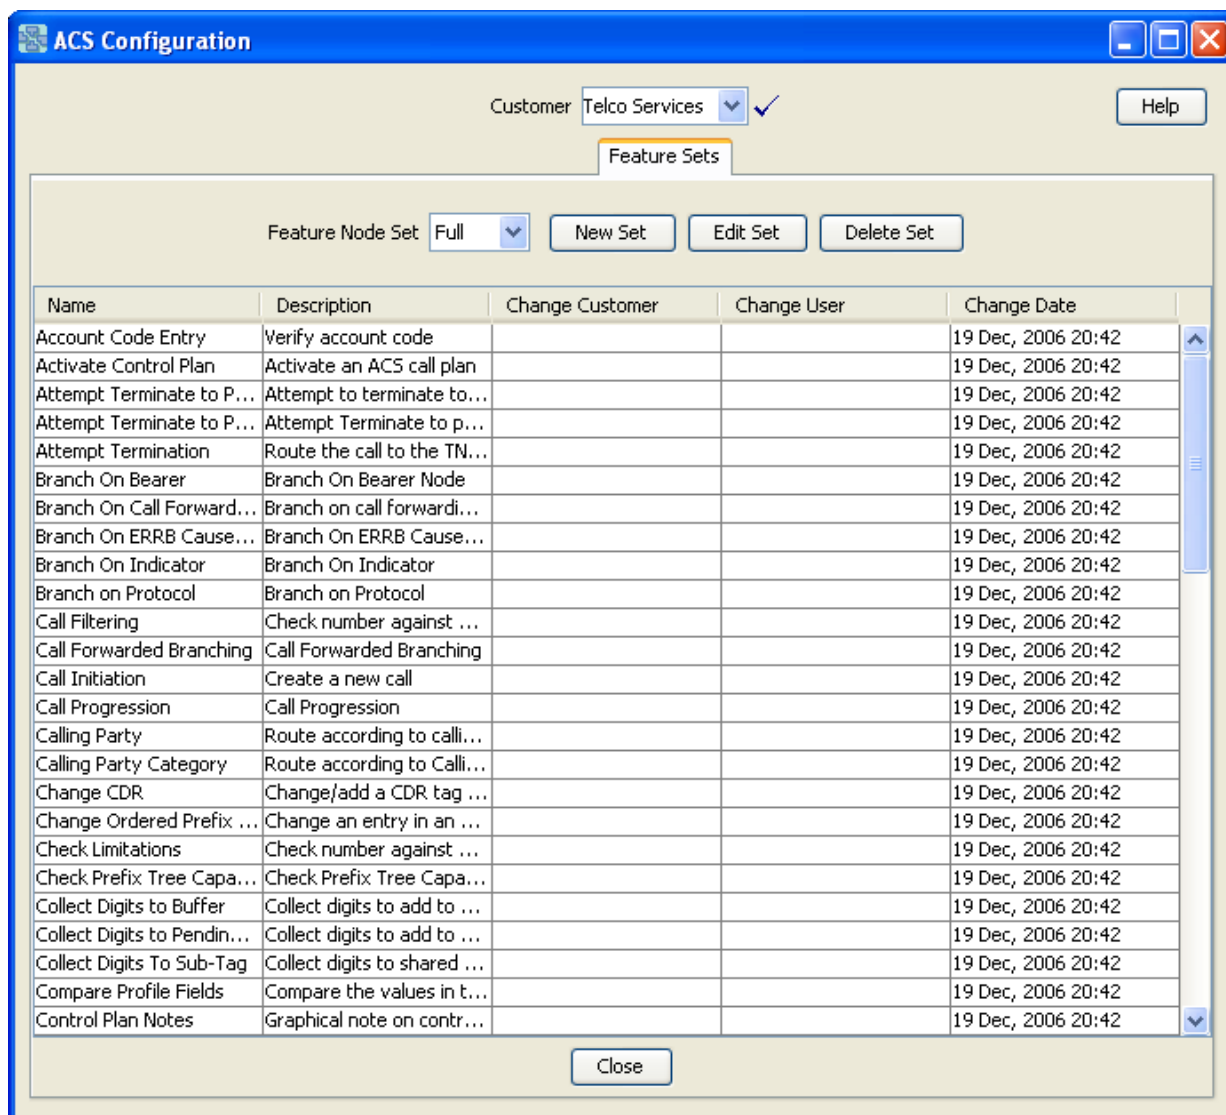 ACS Configuration
Customer Telco Services Help
Feature Sets
Feature Node Set Full New Set Edit Set Delete Set
Name Description Change Customer Change User Change Date
Account Code Entry Verify account code 19 Dec, 2006 20:42
Activate Control Plan Activate an ACS call plan 19 Dec, 2006 20:42
Attempt Terminate to P... Attempt to terminate to... 19 Dec, 2006 20:42
Attempt Terminate to P... Attempt Terminate to p... 19 Dec, 2006 20:42
Attempt Termination Route the call to the TN... 19 Dec, 2006 20:42
Branch On Bearer Branch On Bearer Node 19 Dec, 2006 20:42
Branch On Call Forward... Branch on call forwardi... 19 Dec, 2006 20:42
Branch On ERRB Cause... Branch On ERRB Cause... 19 Dec, 2006 20:42
Branch On Indicator Branch On Indicator 19 Dec, 2006 20:42
Branch on Protocol Branch on Protocol 19 Dec, 2006 20:42
Call Filtering Check number against ... 19 Dec, 2006 20:42
Call Forwarded Branching Call Forwarded Branching 19 Dec, 2006 20:42
Call Initiation Create a new call 19 Dec, 2006 20:42
Call Progression Call Progression 19 Dec, 2006 20:42
Calling Party Route according to calli... 19 Dec, 2006 20:42
Calling Party Category Route according to Calli... 19 Dec, 2006 20:42
Change CDR Change/add a CDR tag ... 19 Dec, 2006 20:42
Change Ordered Prefix ... Change an entry in an ... 19 Dec, 2006 20:42
Check Limitations Check number against ... 19 Dec, 2006 20:42
Check Prefix Tree Capa... Check Prefix Tree Capa... 19 Dec, 2006 20:42
Collect Digits to Buffer Collect digits to add to ... 19 Dec, 2006 20:42
Collect Digits to Pendin... Collect digits to add to ... 19 Dec, 2006 20:42
Collect Digits To Sub-Tag Collect digits to shared ... 19 Dec, 2006 20:42
Compare Profile Fields Compare the values in t... 19 Dec, 2006 20:42
Control Plan Notes Graphical note on contr... 19 Dec, 2006 20:42
Close